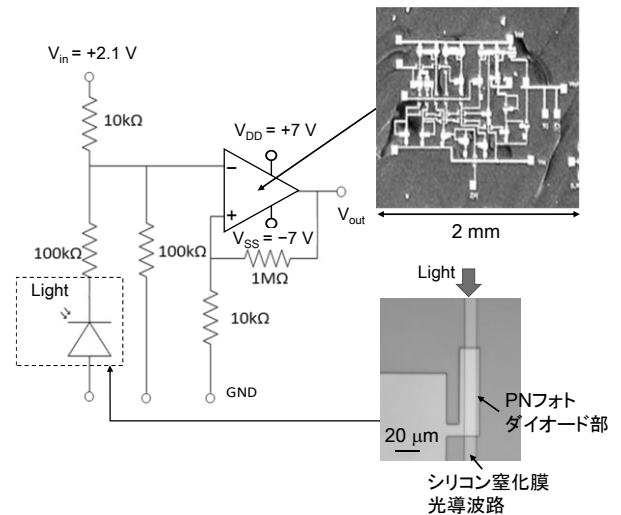 V_in = +2.1 V
10kΩ
V_DD = +7 V
−
+
V_out
V_SS = −7 V
100kΩ
100kΩ
1MΩ
Light
10kΩ
GND
2 mm
Light
PNフォト
ダイオード部
20 μm
シリコン窒化膜
光導波路